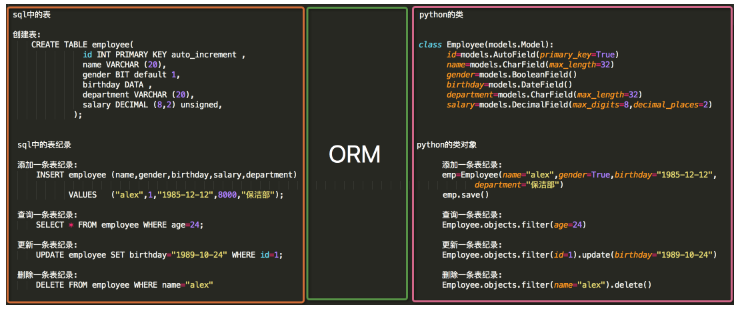 sql中的表
创建表:
CREATE TABLE employee(
id INT PRIMARY KEY auto_increment ,
name VARCHAR (20),
gender BIT default 1,
birthday DATA ,
department VARCHAR (20),
salary DECIMAL (8,2) unsigned,
);
sql中的表纪录
添加一条表纪录:
INSERT employee (name,gender,birthday,salary,department)
VALUES ("alex",1,"1985-12-12",8000,"保洁部");
查询一条表纪录:
SELECT * FROM employee WHERE age=24;
更新一条表纪录:
UPDATE employee SET birthday="1989-10-24" WHERE id=1;
删除一条表纪录:
DELETE FROM employee WHERE name="alex"
ORM
python的类
class Employee(models.Model):
id=models.AutoField(primary_key=True)
name=models.CharField(max_length=32)
gender=models.BooleanField()
birthday=models.DateField()
department=models.CharField(max_length=32)
salary=models.DecimalField(max_digits=8,decimal_places=2)
python的类对象
添加一条表纪录:
emp=Employee(name="alex",gender=True,birthday="1985-12-12",
department="保洁部")
emp.save()
查询一条表纪录:
Employee.objects.filter(age=24)
更新一条表纪录:
Employee.objects.filter(id=1).update(birthday="1989-10-24")
删除一条表纪录:
Employee.objects.filter(name="alex").delete()